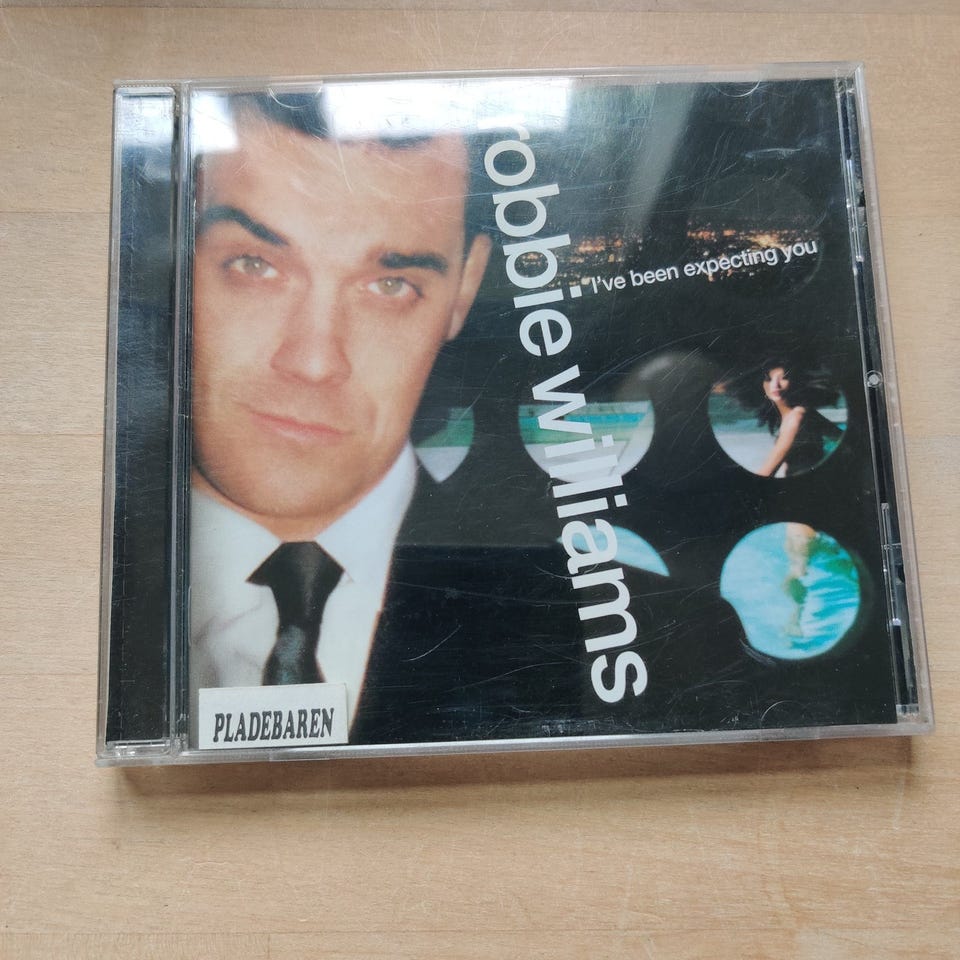 robbie williams
I've been expecting you
PLADEBAREN